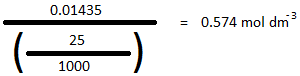 0.01435
( 25 / 1000 ) = 0.574 mol dm⁻³